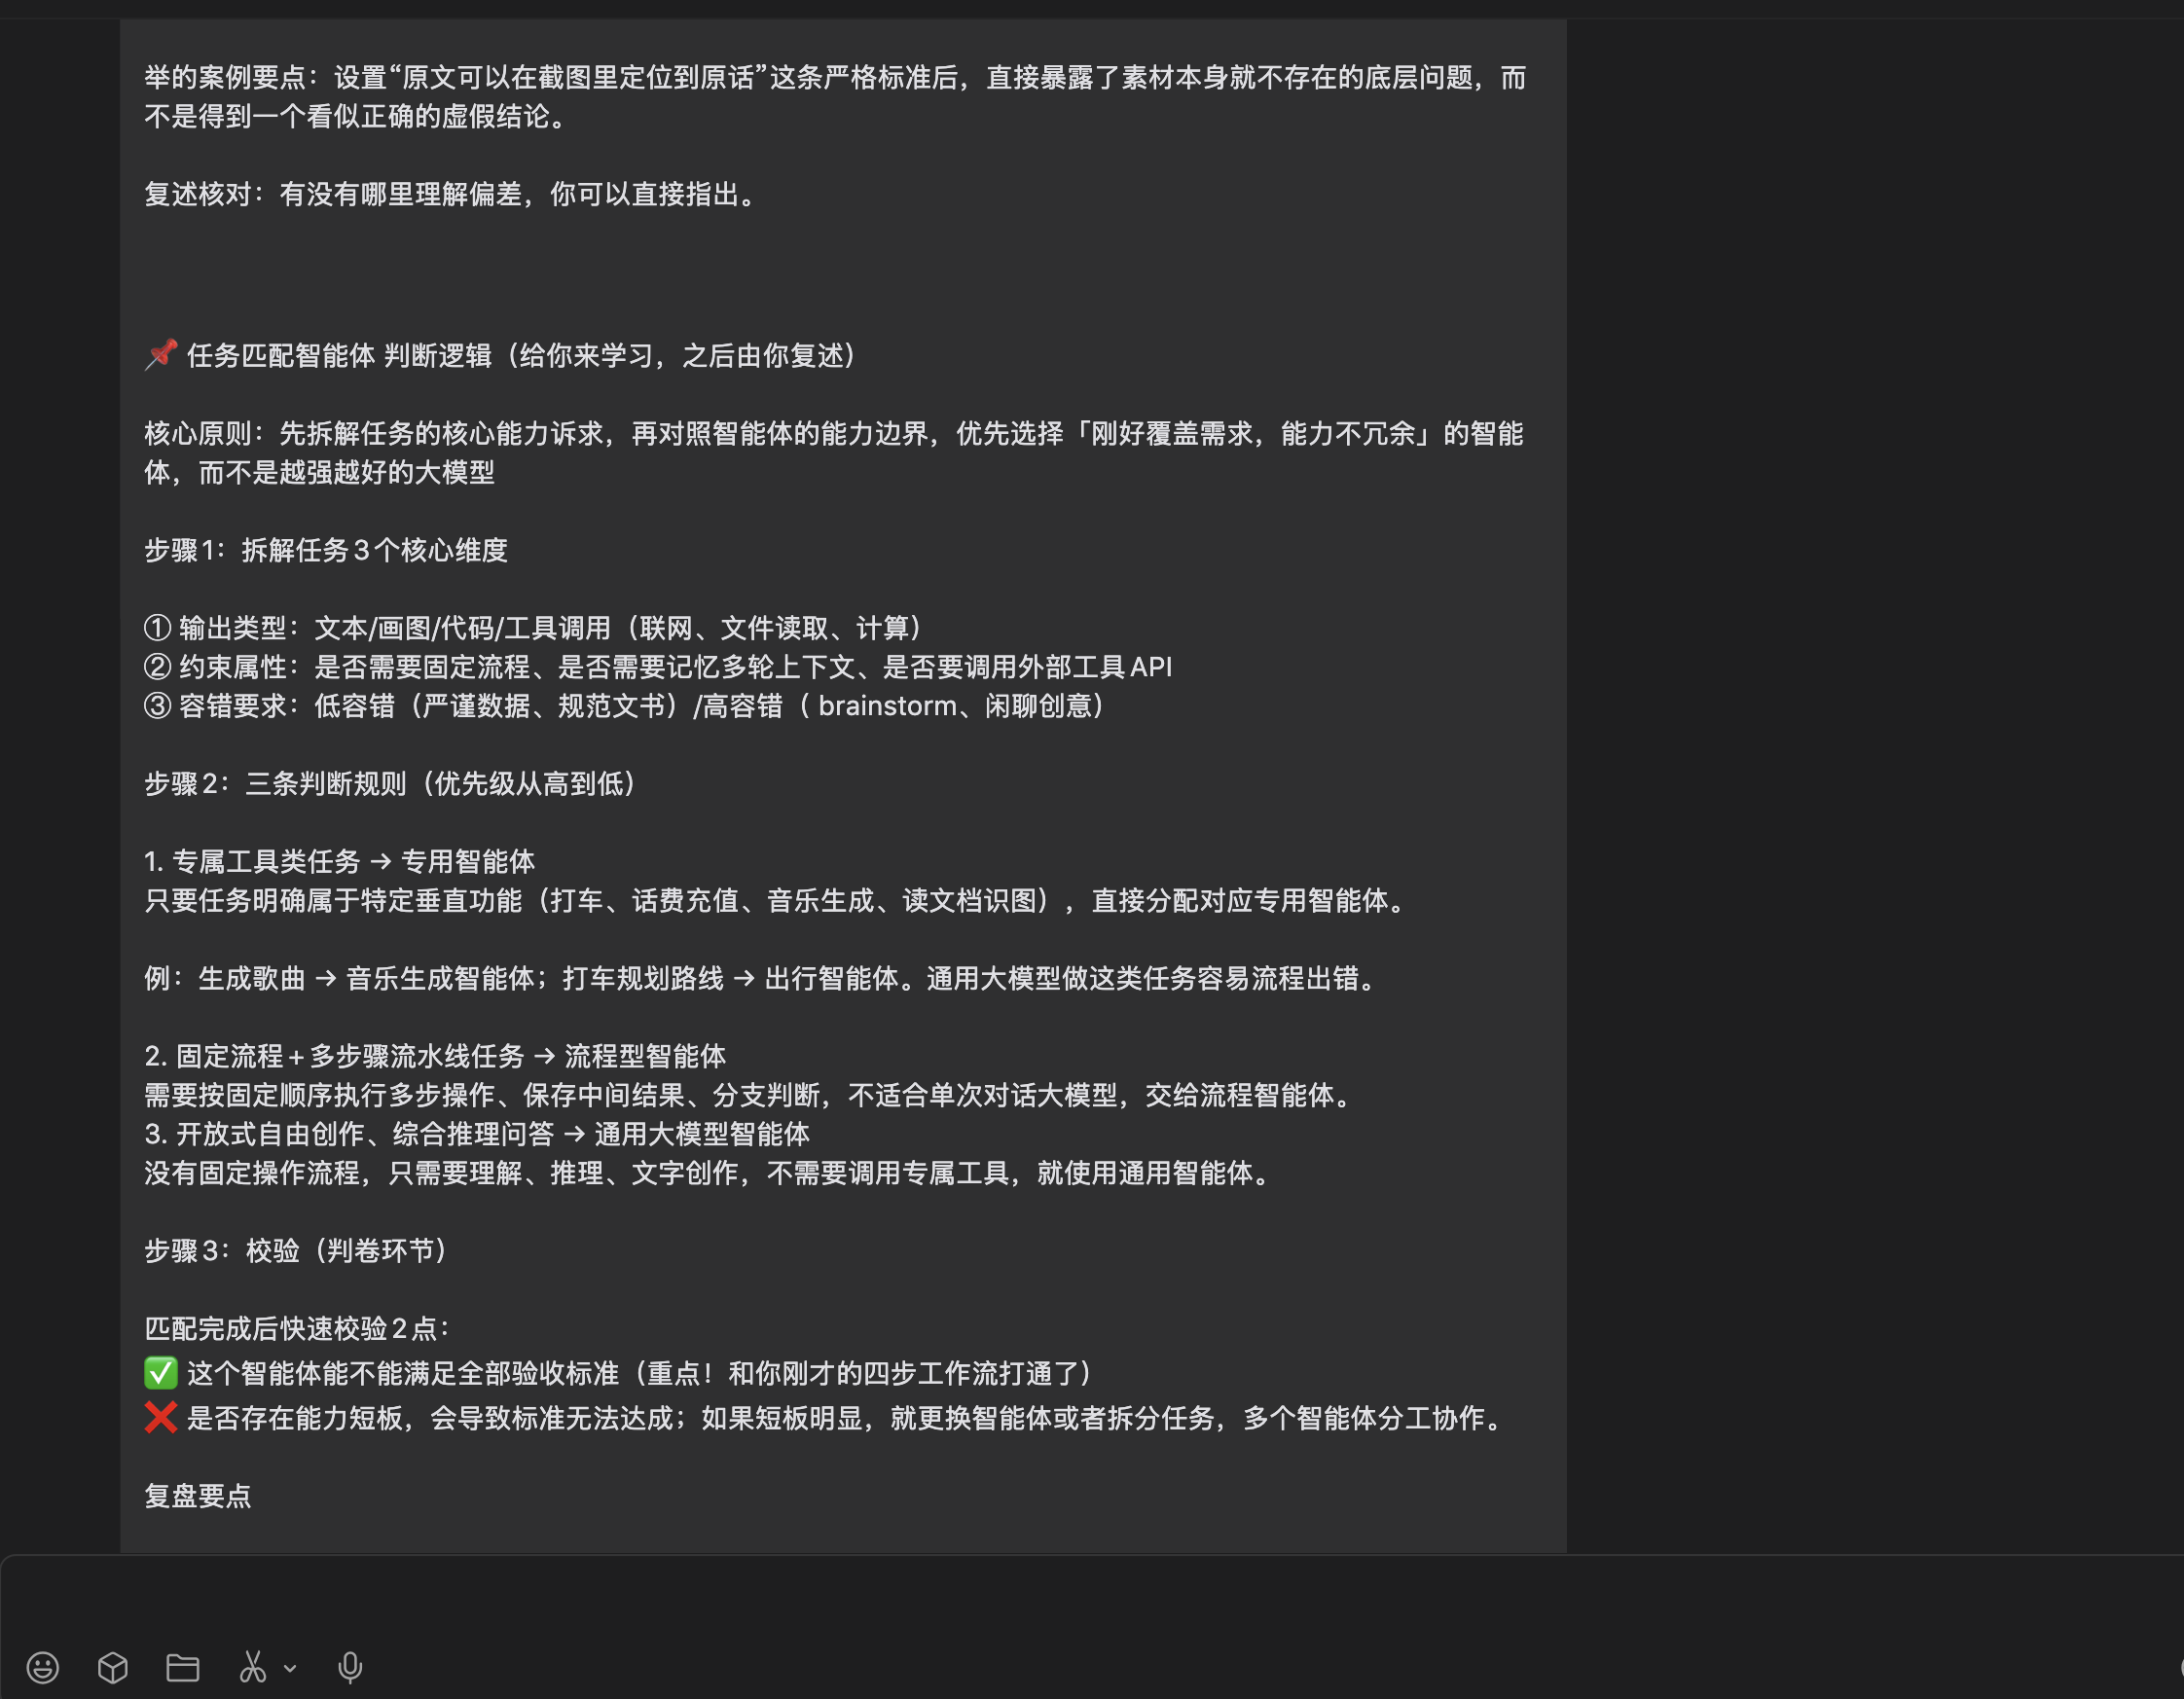 举的案例要点：设置“原文可以在截图里定位到原话”这条严格标准后，直接暴露了素材本身就不存在的底层问题，而
不是得到一个看似正确的虚假结论。
复述核对：有没有哪里理解偏差，你可以直接指出。
📌 任务匹配智能体 判断逻辑（给你来学习，之后由你复述）
核心原则：先拆解任务的核心能力诉求，再对照智能体的能力边界，优先选择「刚好覆盖需求，能力不冗余」的智能
体，而不是越强越好的大模型
步骤1：拆解任务3个核心维度
① 输出类型：文本/画图/代码/工具调用（联网、文件读取、计算）
② 约束属性：是否需要固定流程、是否需要记忆多轮上下文、是否要调用外部工具API
③ 容错要求：低容错（严谨数据、规范文书）/高容错（ brainstorm、闲聊创意）
步骤2：三条判断规则（优先级从高到低）
1. 专属工具类任务 → 专用智能体
只要任务明确属于特定垂直功能（打车、话费充值、音乐生成、读文档识图），直接分配对应专用智能体。
例：生成歌曲 → 音乐生成智能体；打车规划路线 → 出行智能体。通用大模型做这类任务容易流程出错。
2. 固定流程+多步骤流水线任务 → 流程型智能体
需要按固定顺序执行多步操作、保存中间结果、分支判断，不适合单次对话大模型，交给流程智能体。
3. 开放式自由创作、综合推理问答 → 通用大模型智能体
没有固定操作流程，只需要理解、推理、文字创作，不需要调用专属工具，就使用通用智能体。
步骤3：校验（判卷环节）
匹配完成后快速校验2点：
✅ 这个智能体能不能满足全部验收标准（重点！和你刚才的四步工作流打通了）
❌ 是否存在能力短板，会导致标准无法达成；如果短板明显，就更换智能体或者拆分任务，多个智能体分工协作。
复盘要点